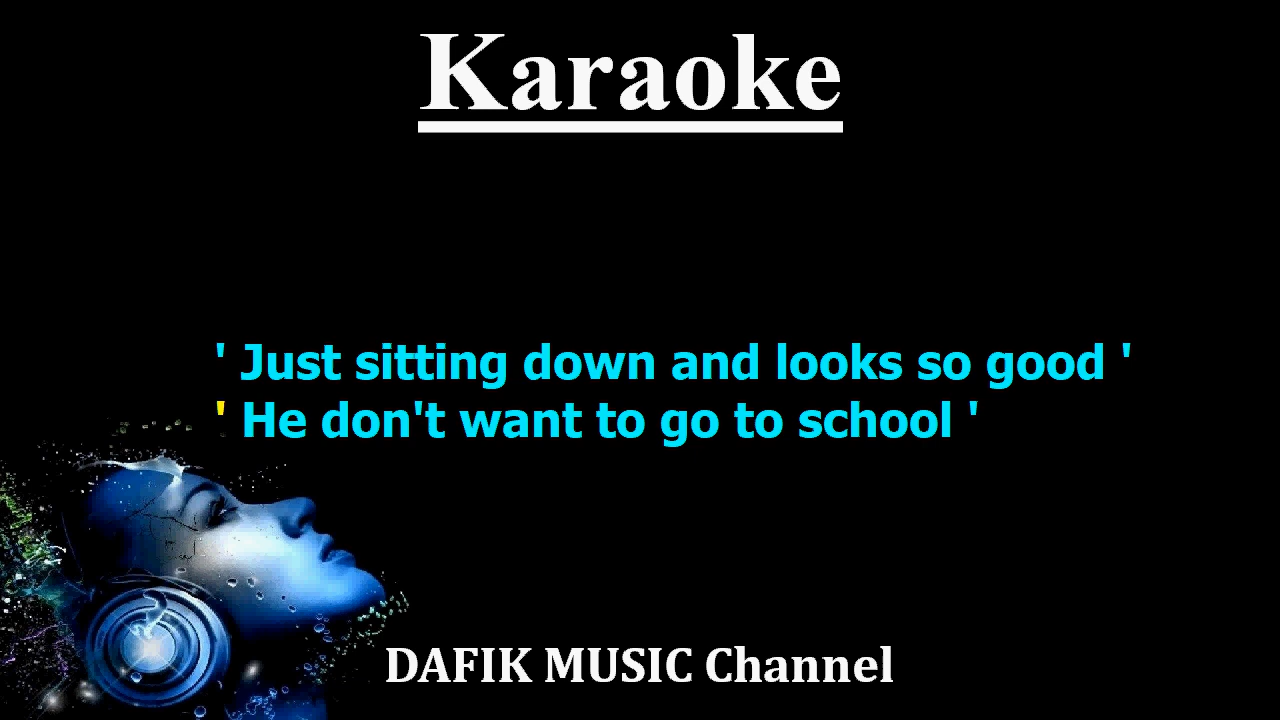 Karaoke
' Just sitting down and looks so good '
' He don't want to go to school '
DAFIK MUSIC Channel